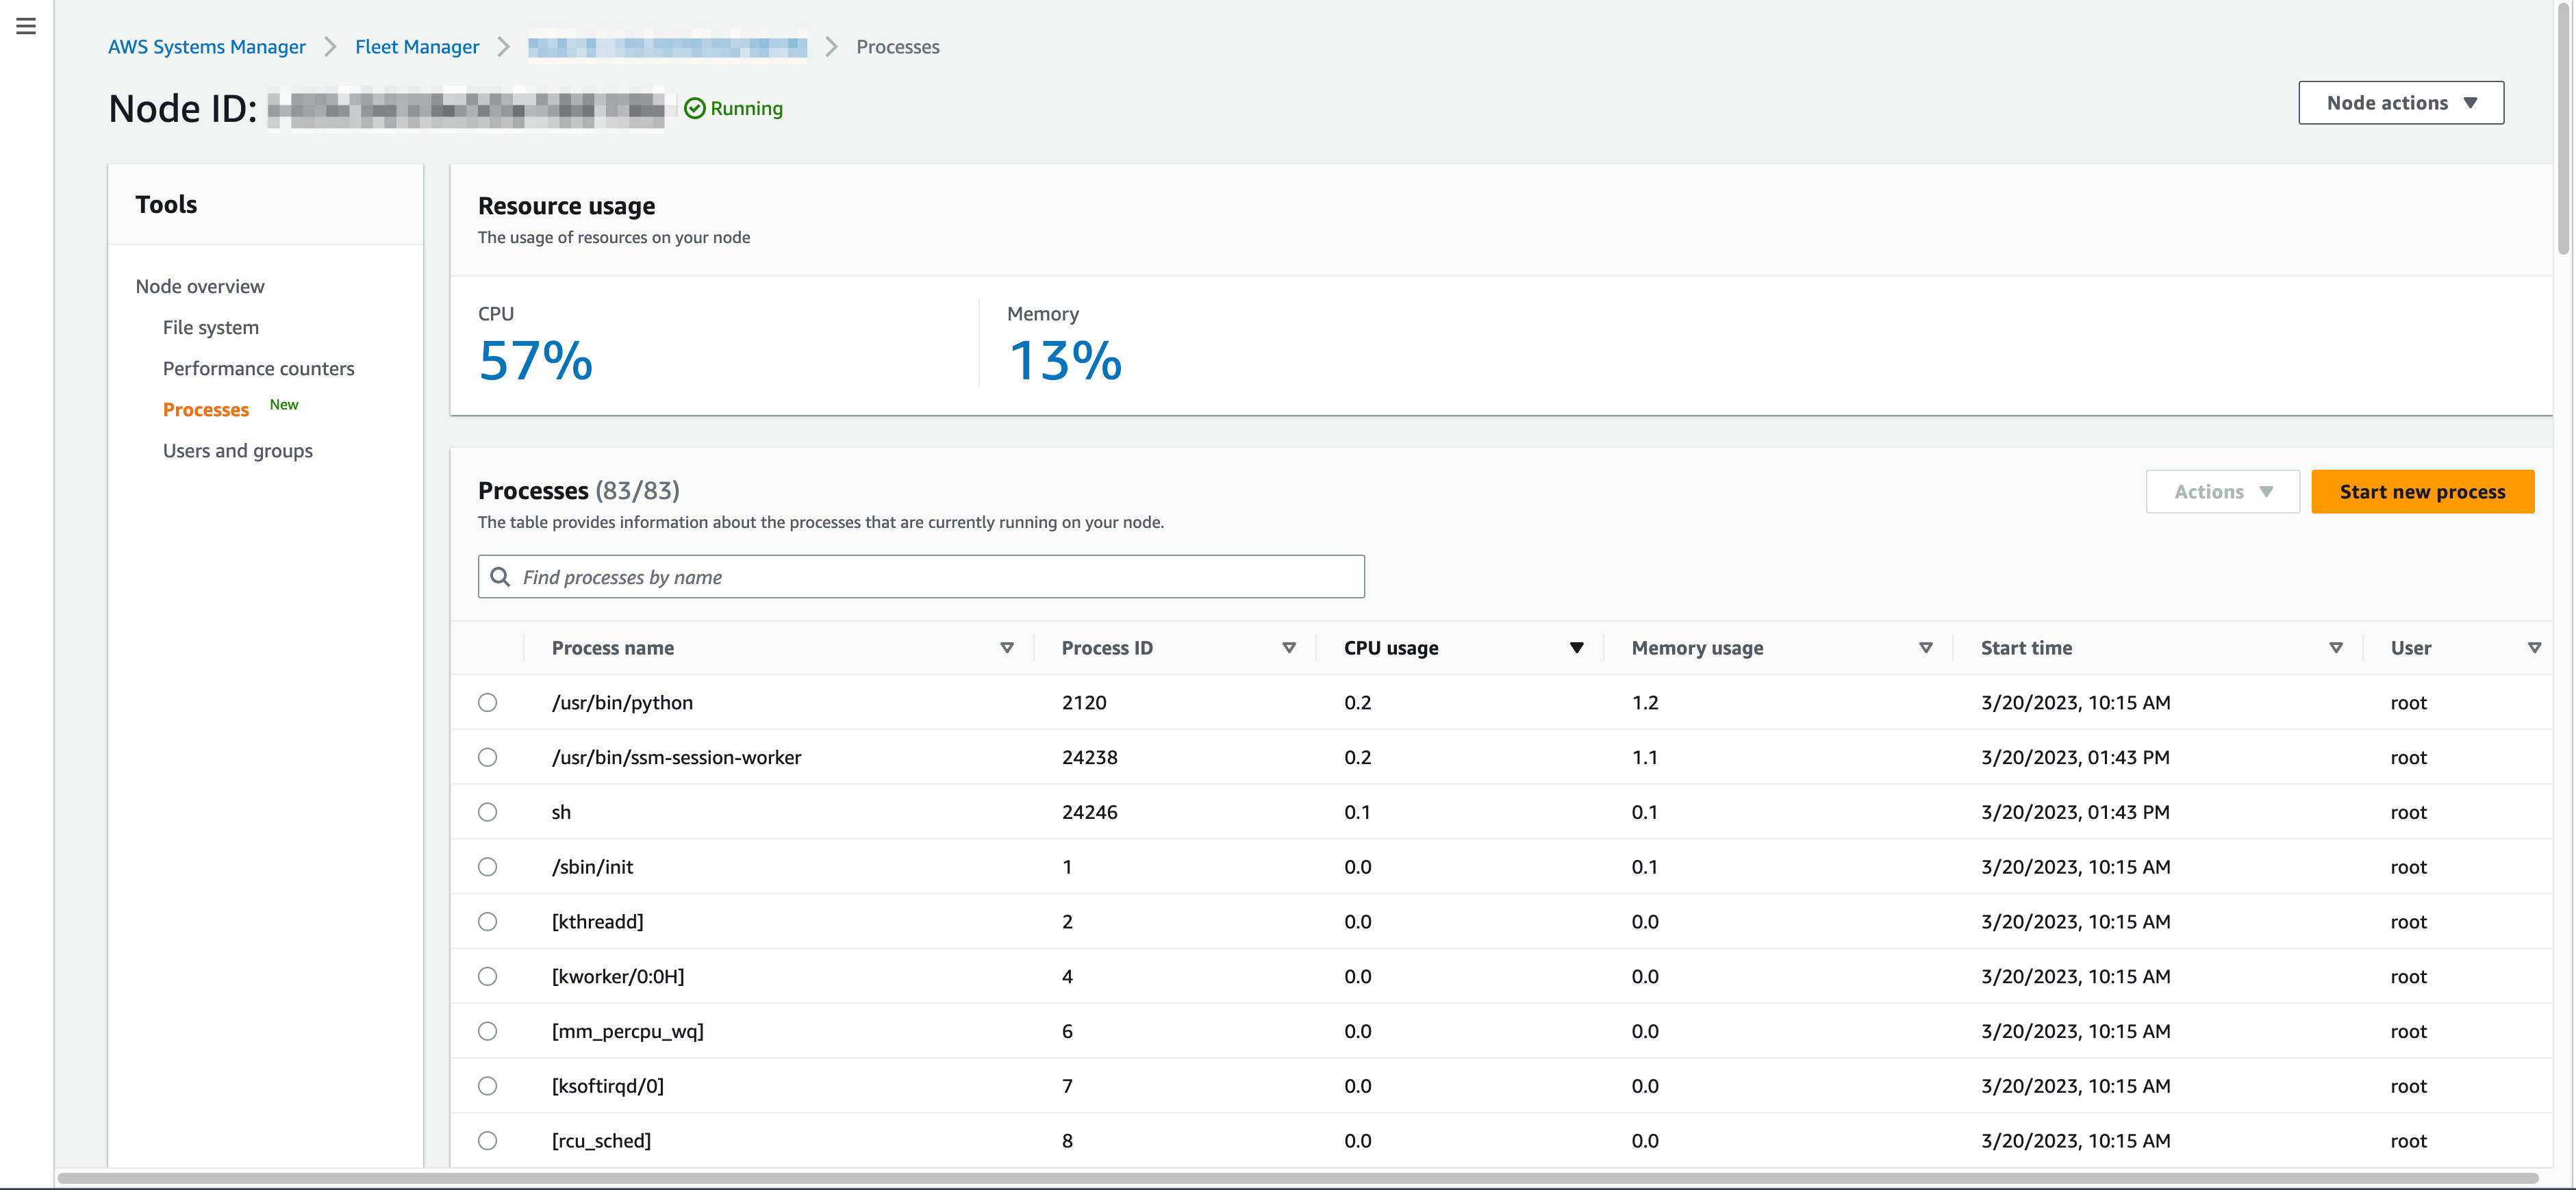 AWS Systems Manager > Fleet Manager > > Processes
Node ID: Running
Node actions
Tools
Node overview
File system
Performance counters
Processes New
Users and groups
Resource usage
The usage of resources on your node
CPU
57%
Memory
13%
Processes (83/83)
The table provides information about the processes that are currently running on your node.
Actions
Start new process
Find processes by name
Process name Process ID CPU usage Memory usage Start time User
/usr/bin/python 2120 0.2 1.2 3/20/2023, 10:15 AM root
/usr/bin/ssm-session-worker 24238 0.2 1.1 3/20/2023, 01:43 PM root
sh 24246 0.1 0.1 3/20/2023, 01:43 PM root
/sbin/init 1 0.0 0.1 3/20/2023, 10:15 AM root
[kthreadd] 2 0.0 0.0 3/20/2023, 10:15 AM root
[kworker/0:0H] 4 0.0 0.0 3/20/2023, 10:15 AM root
[mm_percpu_wq] 6 0.0 0.0 3/20/2023, 10:15 AM root
[ksoftirqd/0] 7 0.0 0.0 3/20/2023, 10:15 AM root
[rcu_sched] 8 0.0 0.0 3/20/2023, 10:15 AM root